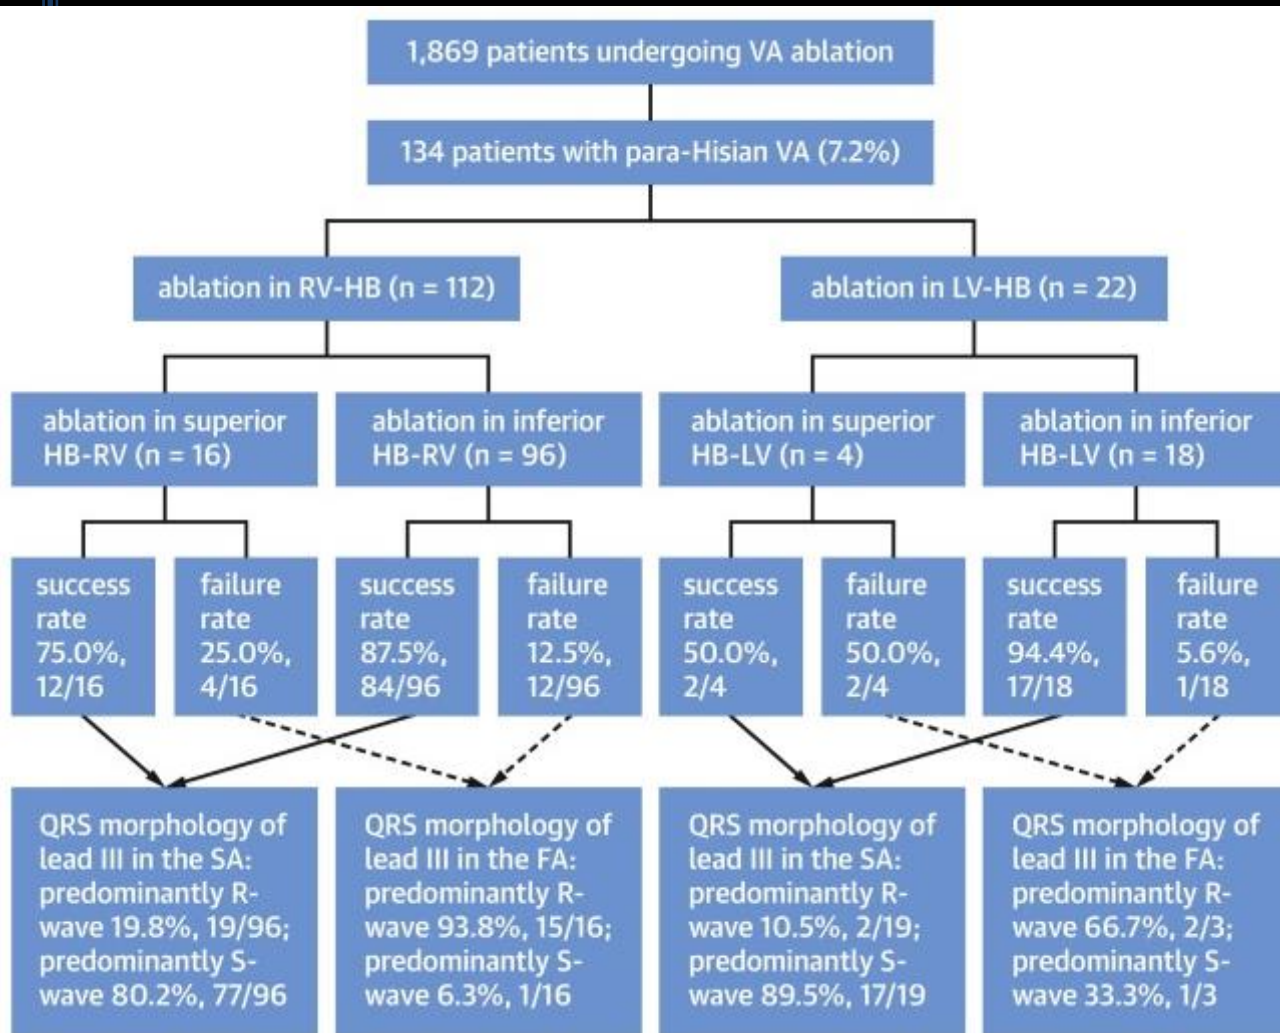 1,869 patients undergoing VA ablation
134 patients with para-Hisian VA (7.2%)
ablation in RV-HB (n = 112)
ablation in LV-HB (n = 22)
ablation in superior
HB-RV (n = 16)
ablation in inferior
HB-RV (n = 96)
ablation in superior
HB-LV (n = 4)
ablation in inferior
HB-LV (n = 18)
success
rate
75.0%,
12/16
failure
rate
25.0%,
4/16
success
rate
87.5%,
84/96
failure
rate
12.5%,
12/96
success
rate
50.0%,
2/4
failure
rate
50.0%,
2/4
success
rate
94.4%,
17/18
failure
rate
5.6%,
1/18
QRS morphology of
lead III in the SA:
predominantly R-
wave 19.8%, 19/96;
predominantly S-
wave 80.2%, 77/96
QRS morphology of
lead III in the FA:
predominantly R-
wave 93.8%, 15/16;
predominantly S-
wave 6.3%, 1/16
QRS morphology of
lead III in the SA:
predominantly R-
wave 10.5%, 2/19;
predominantly S-
wave 89.5%, 17/19
QRS morphology of
lead III in the FA:
predominantly R-
wave 66.7%, 2/3;
predominantly S-
wave 33.3%, 1/3